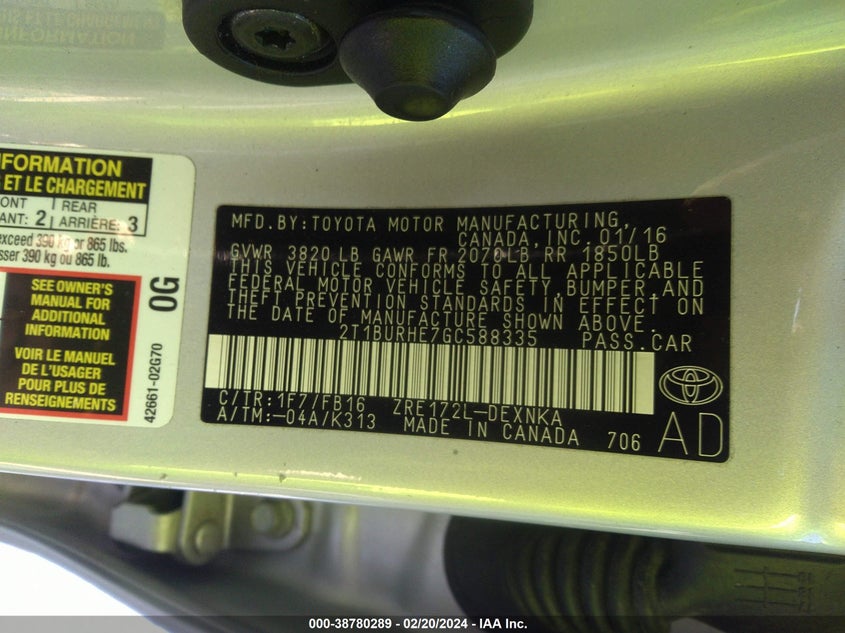 FORMATION
ET LE CHARGEMENT
ONT REAR
ANT: 2 ARRIÈRE: 3
exceed 390 kg or 865 lbs.
sser 390 kg ou 865 lb.
SEE OWNER'S
MANUAL FOR
ADDITIONAL
INFORMATION
VOIR LE MANUEL
DE L'USAGER
POUR PLUS DE
RENSEIGNEMENTS
0G
42661-02G70
MFD.BY:TOYOTA MOTOR MANUFACTURING,
CANADA, INC. 01/16
GVWR 3820 LB GAWR FR 2070LB RR 1850LB
THIS VEHICLE CONFORMS TO ALL APPLICABLE
FEDERAL MOTOR VEHICLE SAFETY, BUMPER, AND
THEFT PREVENTION STANDARDS IN EFFECT ON
THE DATE OF MANUFACTURE SHOWN ABOVE.
2T1BURHE7GC588335 PASS.CAR
C/TR:1F7/FB16 ZRE172L-DEXNKA
A/TM:-04A/K313 MADE IN CANADA 706
AD
000-38780289 - 02/20/2024 - IAA Inc.